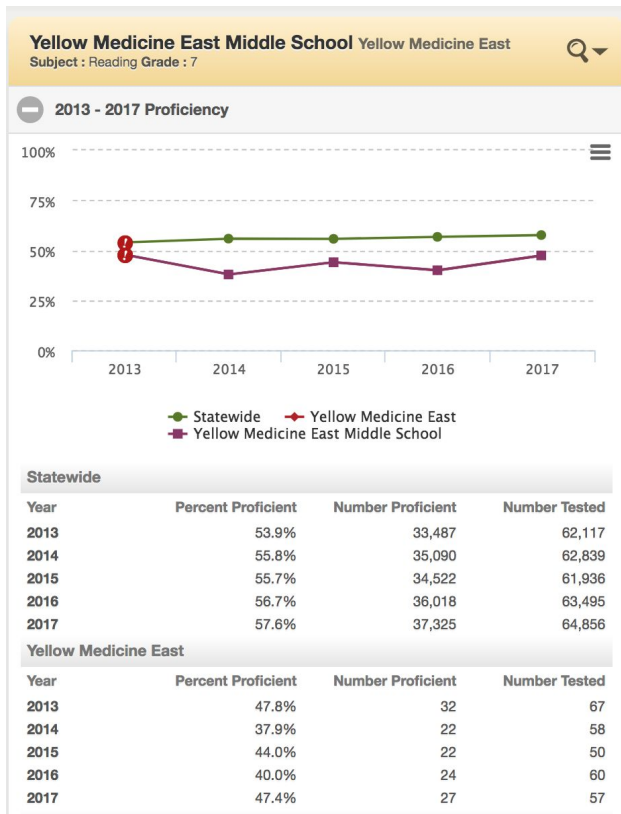 Yellow Medicine East Middle School Yellow Medicine East
Subject : Reading Grade : 7
2013 - 2017 Proficiency
100%
75%
50%
25%
0%
2013 2014 2015 2016 2017
Statewide Yellow Medicine East
Yellow Medicine East Middle School
Statewide
Year Percent Proficient Number Proficient Number Tested
2013 53.9% 33,487 62,117
2014 55.8% 35,090 62,839
2015 55.7% 34,522 61,936
2016 56.7% 36,018 63,495
2017 57.6% 37,325 64,856
Yellow Medicine East
Year Percent Proficient Number Proficient Number Tested
2013 47.8% 32 67
2014 37.9% 22 58
2015 44.0% 22 50
2016 40.0% 24 60
2017 47.4% 27 57